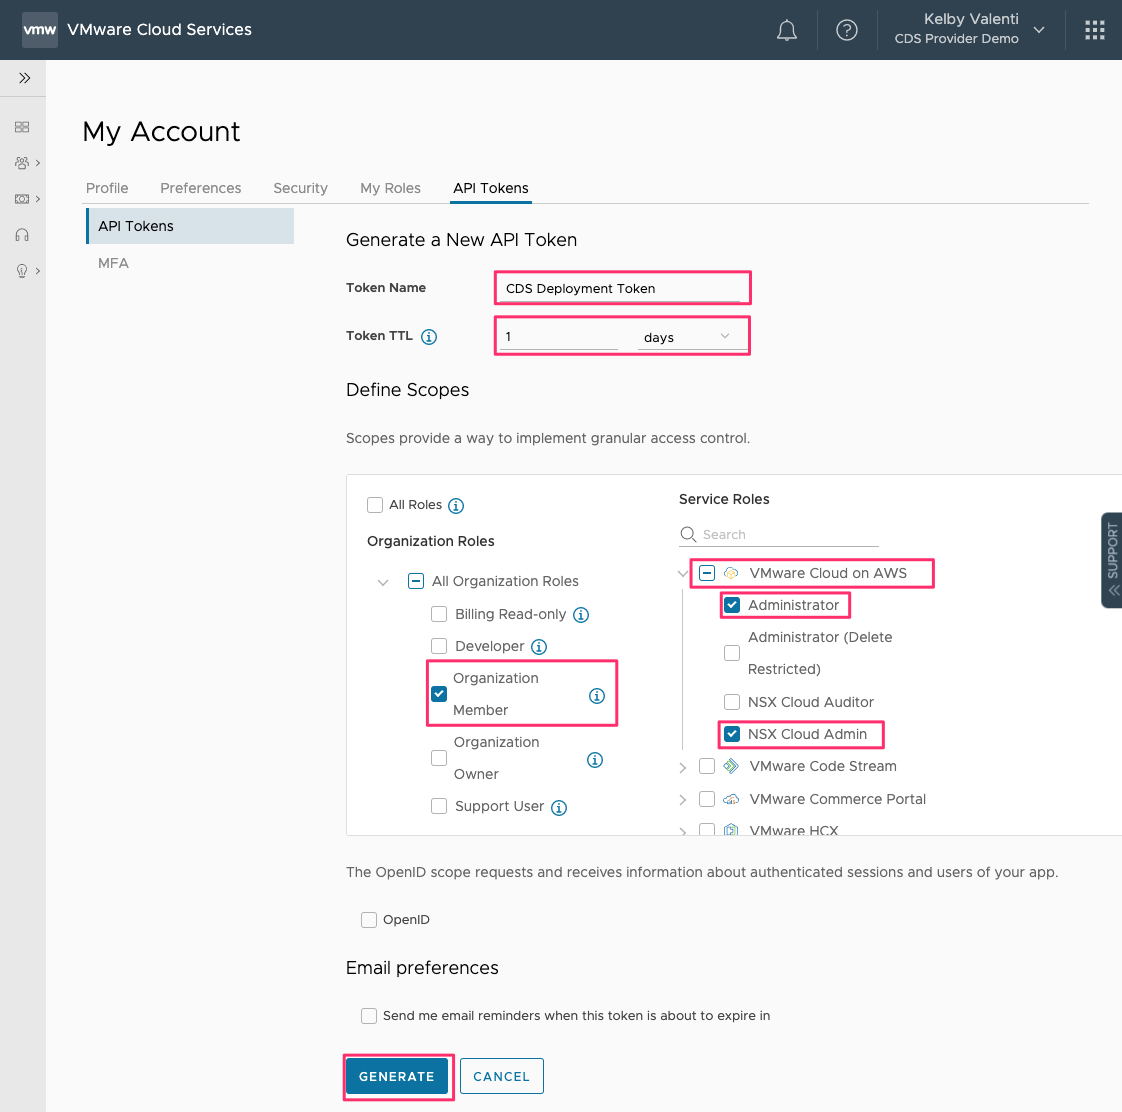 vmw VMware Cloud Services
Kelby Valenti
CDS Provider Demo
My Account
Profile Preferences Security My Roles API Tokens
API Tokens
MFA
Generate a New API Token
Token Name CDS Deployment Token
Token TTL 1 days
Define Scopes
Scopes provide a way to implement granular access control.
All Roles
Organization Roles
All Organization Roles
Billing Read-only
Developer
Organization
Member
Organization
Owner
Support User
Service Roles
Search
VMware Cloud on AWS
Administrator
Administrator (Delete
Restricted)
NSX Cloud Auditor
NSX Cloud Admin
VMware Code Stream
VMware Commerce Portal
VMware HCX
SUPPORT
The OpenID scope requests and receives information about authenticated sessions and users of your app.
OpenID
Email preferences
Send me email reminders when this token is about to expire in
GENERATE CANCEL